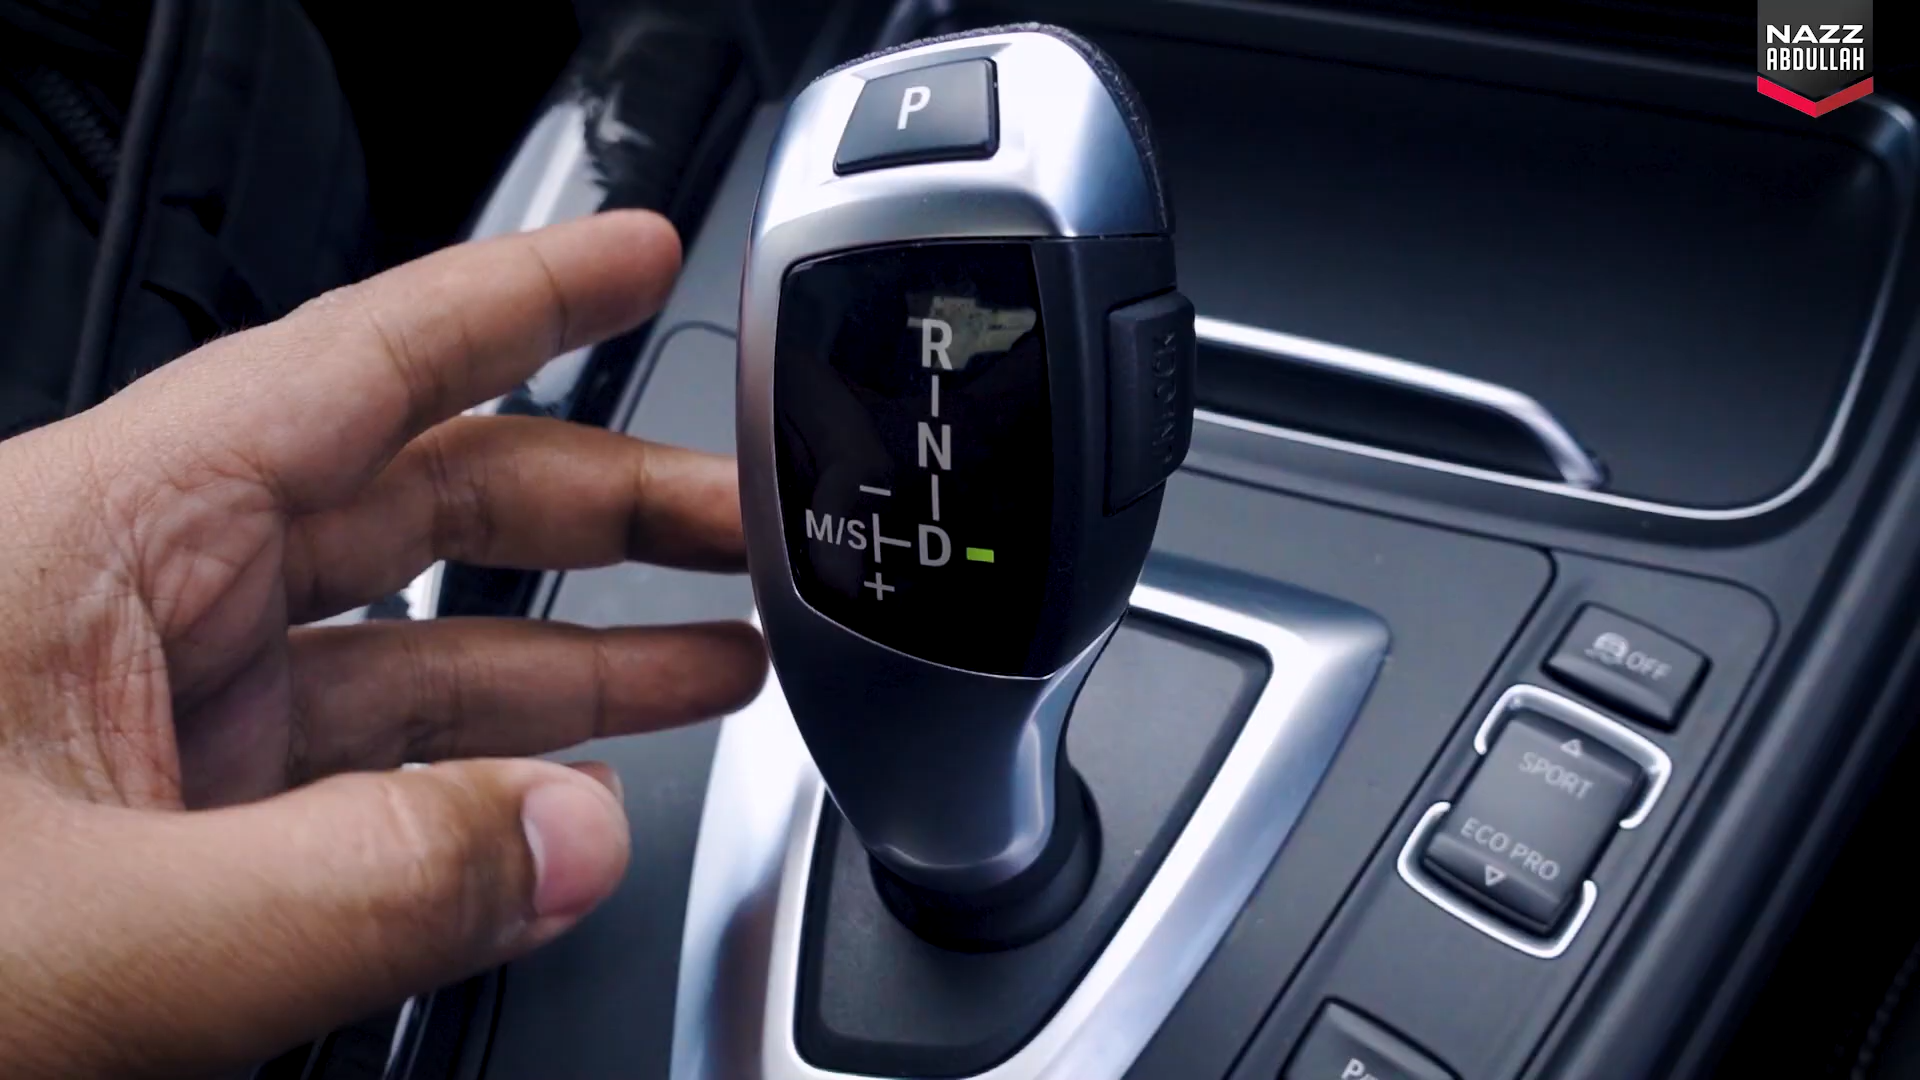 NAZZ
ABDULLAH
P
R
N
M/S
D
−
+
UNLOCK
OFF
SPORT
ECO PRO
P